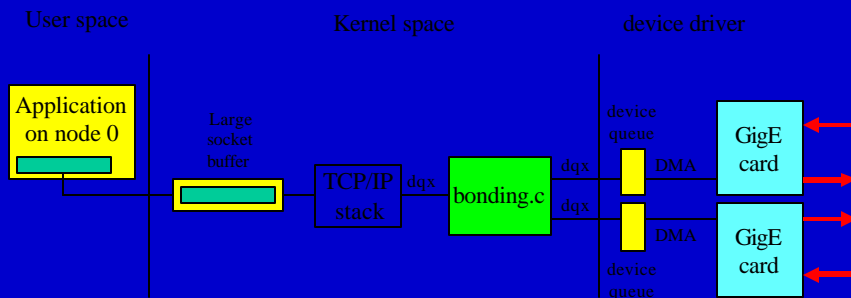 User space
Kernel space
device driver
Application
on node 0
Large
socket
buffer
TCP/IP
stack
dqx
bonding.c
dqx
dqx
device
queue
DMA
DMA
device
queue
GigE
card
GigE
card